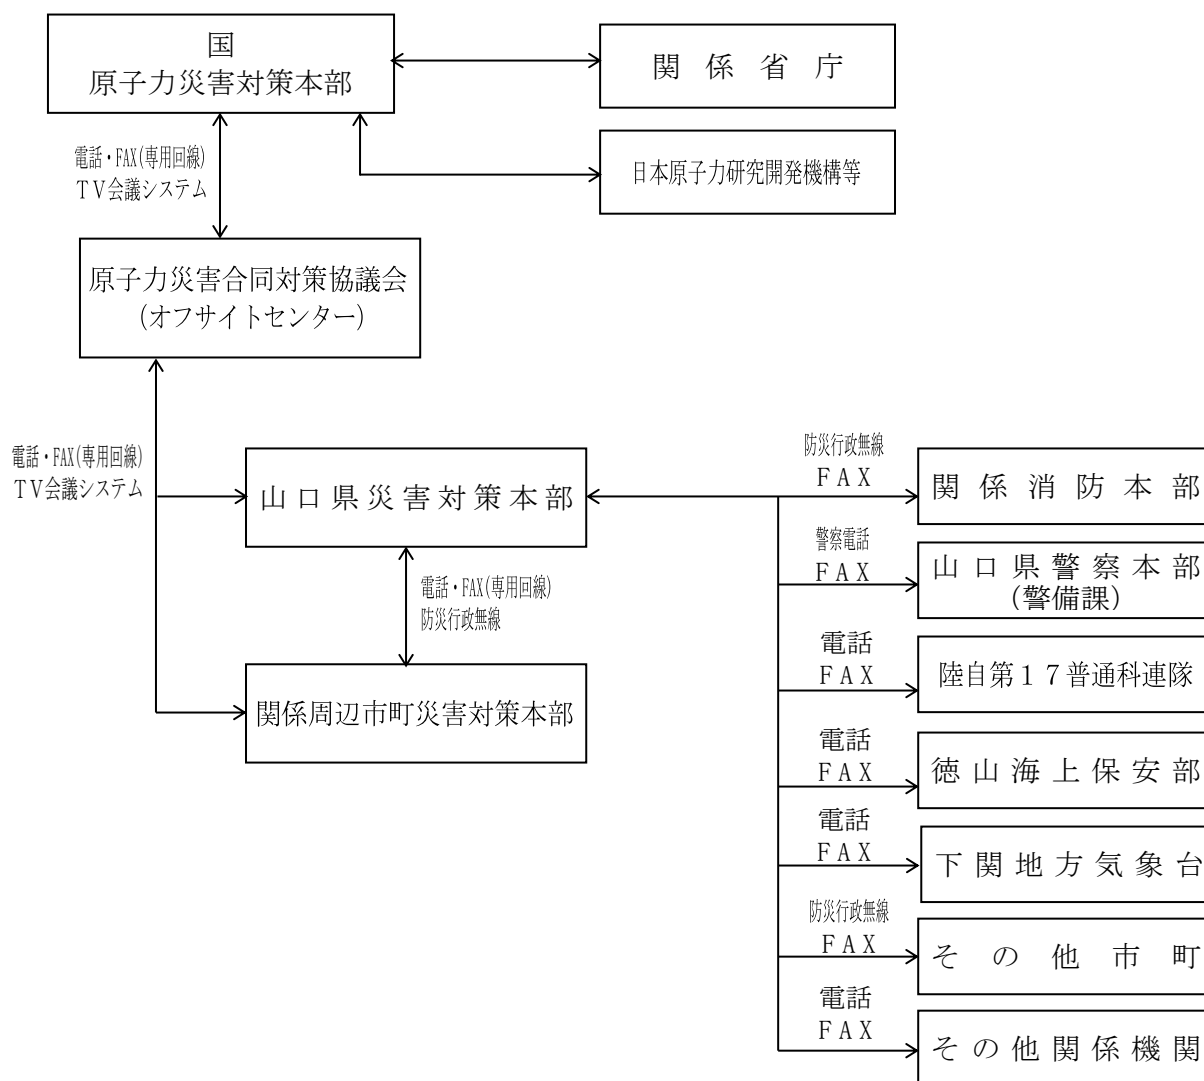 国
原子力災害対策本部
関係省庁
電話・FAX(専用回線)
TV会議システム
日本原子力研究開発機構等
原子力災害合同対策協議会
(オフサイトセンター)
電話・FAX(専用回線)
TV会議システム
山口県災害対策本部
電話・FAX(専用回線)
防災行政無線
関係周辺市町災害対策本部
防災行政無線
FAX
関係消防本部
警察電話
FAX
山口県警察本部
(警備課)
電話
FAX
陸自第17普通科連隊
電話
FAX
徳山海上保安部
電話
FAX
下関地方気象台
防災行政無線
FAX
その他市町
電話
FAX
その他関係機関